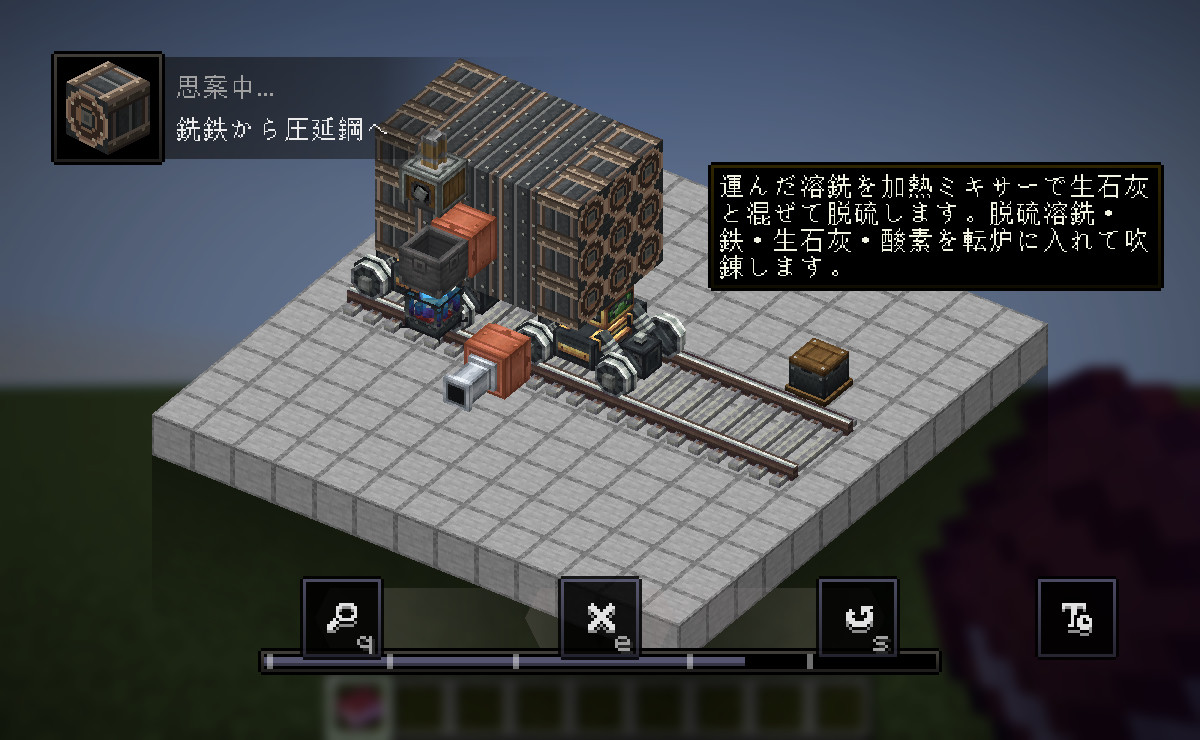 思案中...
銑鉄から圧延鋼へ
運んだ溶銑を加熱ミキサーで生石灰
と混ぜて脱硫します。脱硫溶銑・
鉄・生石灰・酸素を転炉に入れて吹
錬します。
q
e
s
Tc